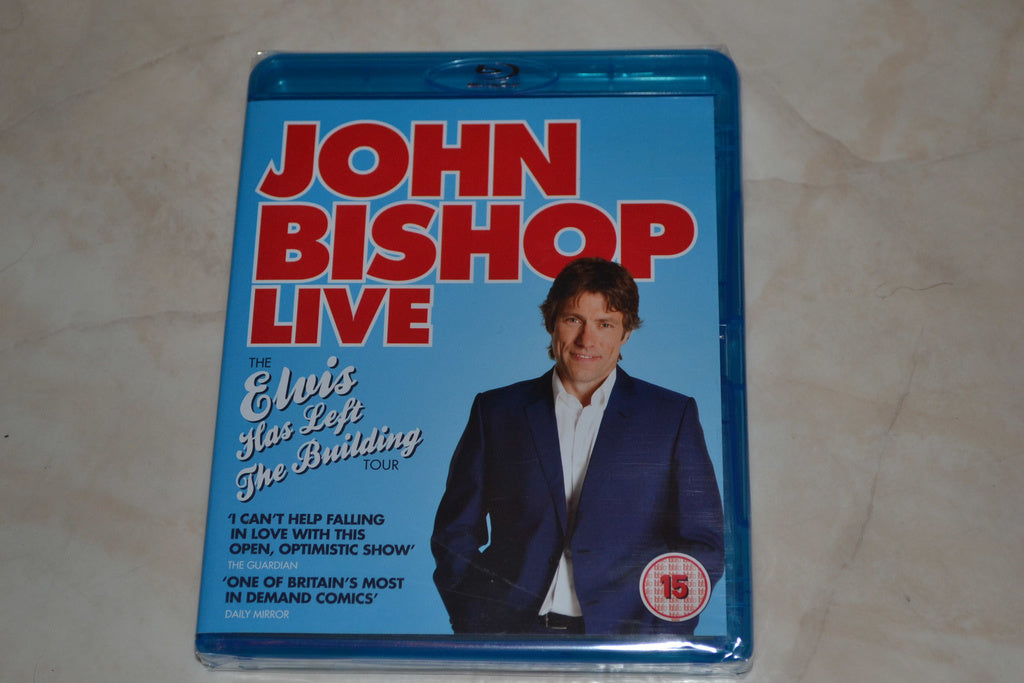 JOHN
BISHOP
LIVE
THE
Elvis
Has Left
The Building
TOUR
'I CAN'T HELP FALLING
IN LOVE WITH THIS
OPEN, OPTIMISTIC SHOW'
THE GUARDIAN
'ONE OF BRITAIN'S MOST
IN DEMAND COMICS'
DAILY MIRROR
15